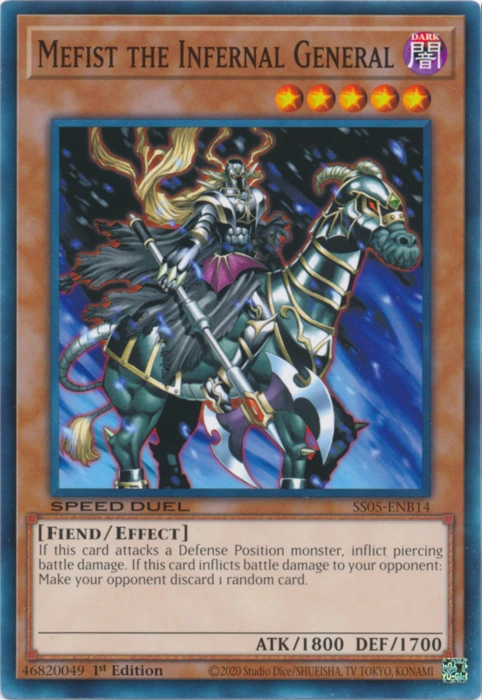 Mefist the Infernal General
DARK
闇
SPEED DUEL
SS05-ENB14
[Fiend/Effect]
If this card attacks a Defense Position monster, inflict piercing
battle damage. If this card inflicts battle damage to your opponent:
Make your opponent discard 1 random card.
ATK/1800 DEF/1700
46820049 1st Edition ©2020 Studio Dice/SHUEISHA, TV TOKYO, KONAMI